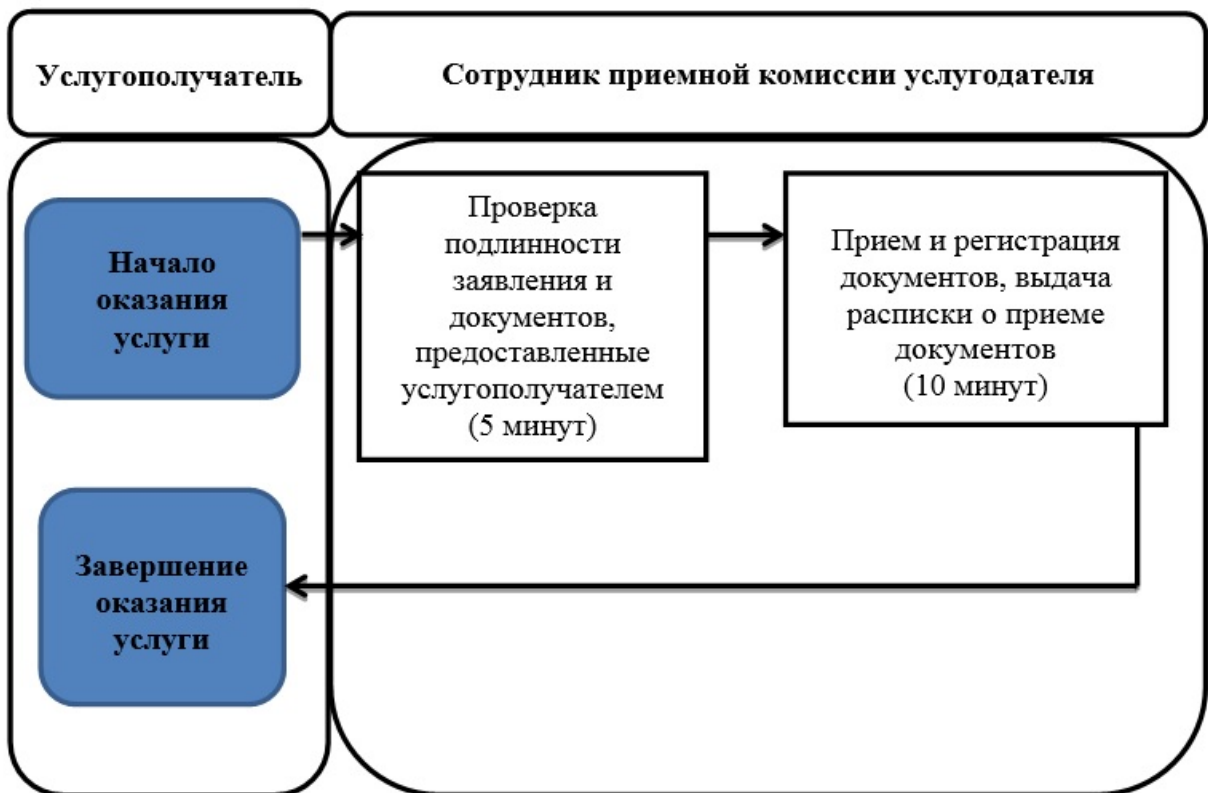 Услугополучатель
Сотрудник приемной комиссии услугодателя
Начало
оказания
услуги
Проверка
подлинности
заявления и
документов,
предоставленные
услугополучателем
(5 минут)
Прием и регистрация
документов, выдача
расписки о приеме
документов
(10 минут)
Завершение
оказания
услуги